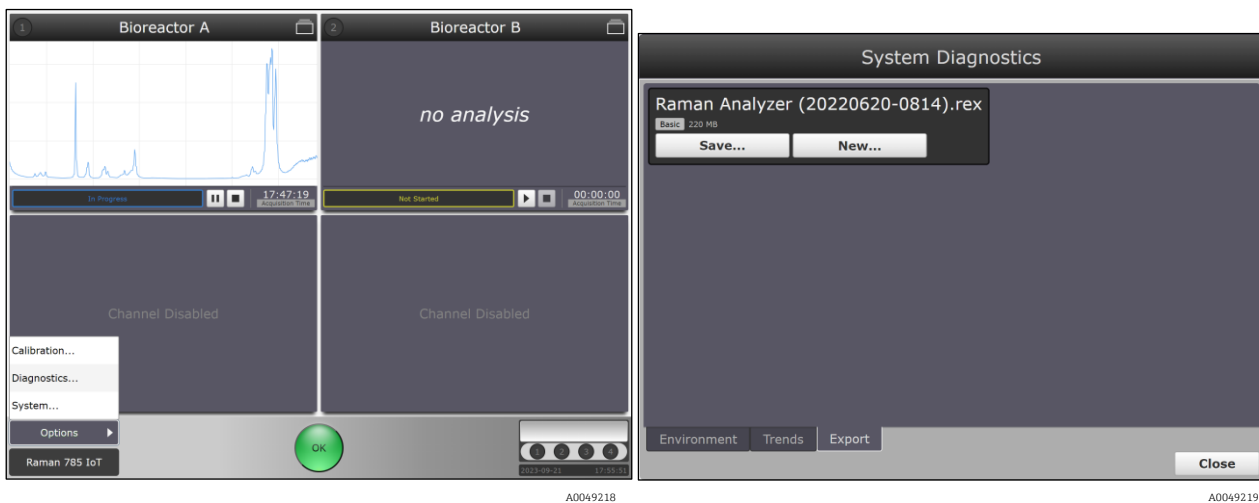 1
Bioreactor A
2
Bioreactor B
no analysis
In Progress
17:47:19
Acquisition Time
Not Started
00:00:00
Acquisition Time
Channel Disabled
Channel Disabled
Calibration...
Diagnostics...
System...
Options
Raman 785 IoT
OK
1 2 3 4
2023-09-21 17:55:51
A0049218
System Diagnostics
Raman Analyzer (20220620-0814).rex
Basic 220 MB
Save... New...
Environment Trends Export
Close
A0049219